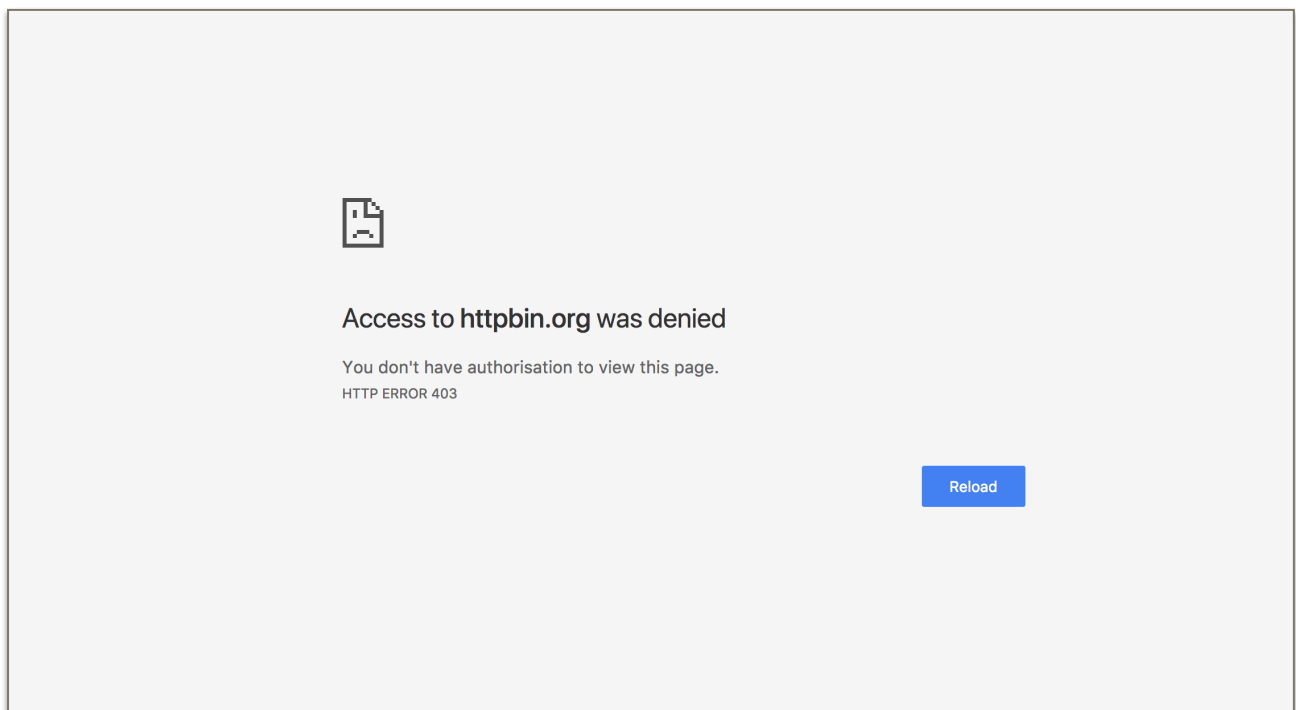 Access to httpbin.org was denied
You don't have authorisation to view this page.
HTTP ERROR 403
Reload